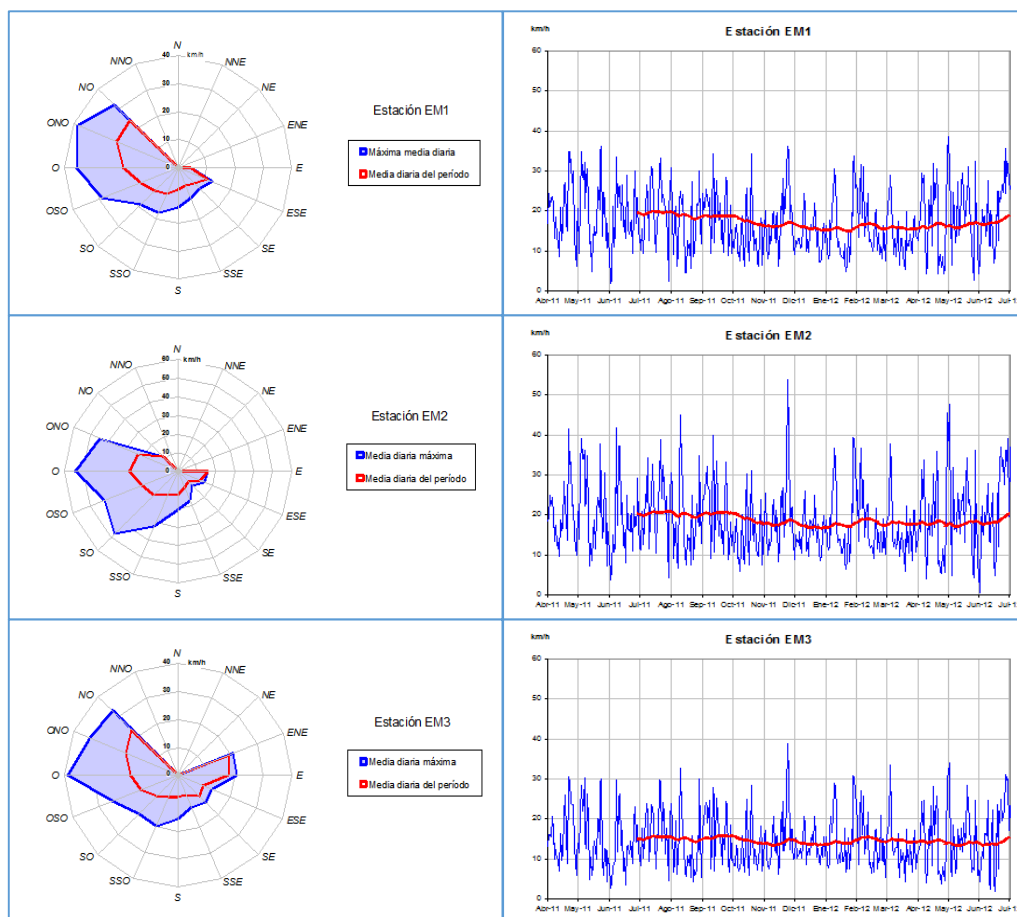 N
40
km/h
NNO
NNE
30
NO
NE
20
ONO
ENE
10
O
0
E
OSO
ESE
SO
SE
SSO
SSE
S
Estación EM1
Máxima media diaria
Media diaria del período
Estación EM1
km/h
60
50
40
30
20
10
0
Abr-11 May-11 Jun-11 Jul-11 Ago-11 Sep-11 Oct-11 Nov-11 Dic-11 Ene-12 Feb-12 Mar-12 Abr-12 May-12 Jun-12 Jul-1
N
60
km/h
NNO
NNE
50
NO
NE
40
30
ONO
ENE
20
10
O
0
E
OSO
ESE
SO
SE
SSO
SSE
S
Estación EM2
Media diaria máxima
Media diaria del período
Estación EM2
km/h
60
50
40
30
20
10
0
Abr-11 May-11 Jun-11 Jul-11 Ago-11 Sep-11 Oct-11 Nov-11 Dic-11 Ene-12 Feb-12 Mar-12 Abr-12 May-12 Jun-12 Jul-1
N
40
km/h
NNO
NNE
30
NO
NE
20
ONO
ENE
10
O
0
E
OSO
ESE
SO
SE
SSO
SSE
S
Estación EM3
Media diaria máxima
Media diaria del período
Estación EM3
km/h
60
50
40
30
20
10
0
Abr-11 May-11 Jun-11 Jul-11 Ago-11 Sep-11 Oct-11 Nov-11 Dic-11 Ene-12 Feb-12 Mar-12 Abr-12 May-12 Jun-12 Jul-1